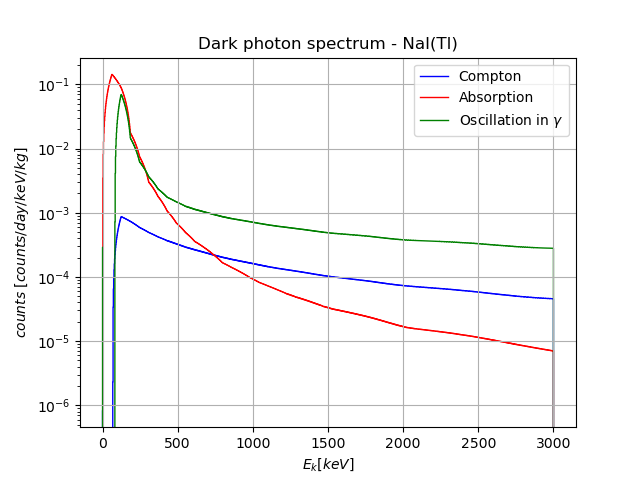 Dark photon spectrum - NaI(Tl)
Compton
Absorption
Oscillation in γ
10⁻¹
10⁻²
10⁻³
10⁻⁴
10⁻⁵
10⁻⁶
counts [counts/day/keV/kg]
0 500 1000 1500 2000 2500 3000
E_k[keV]